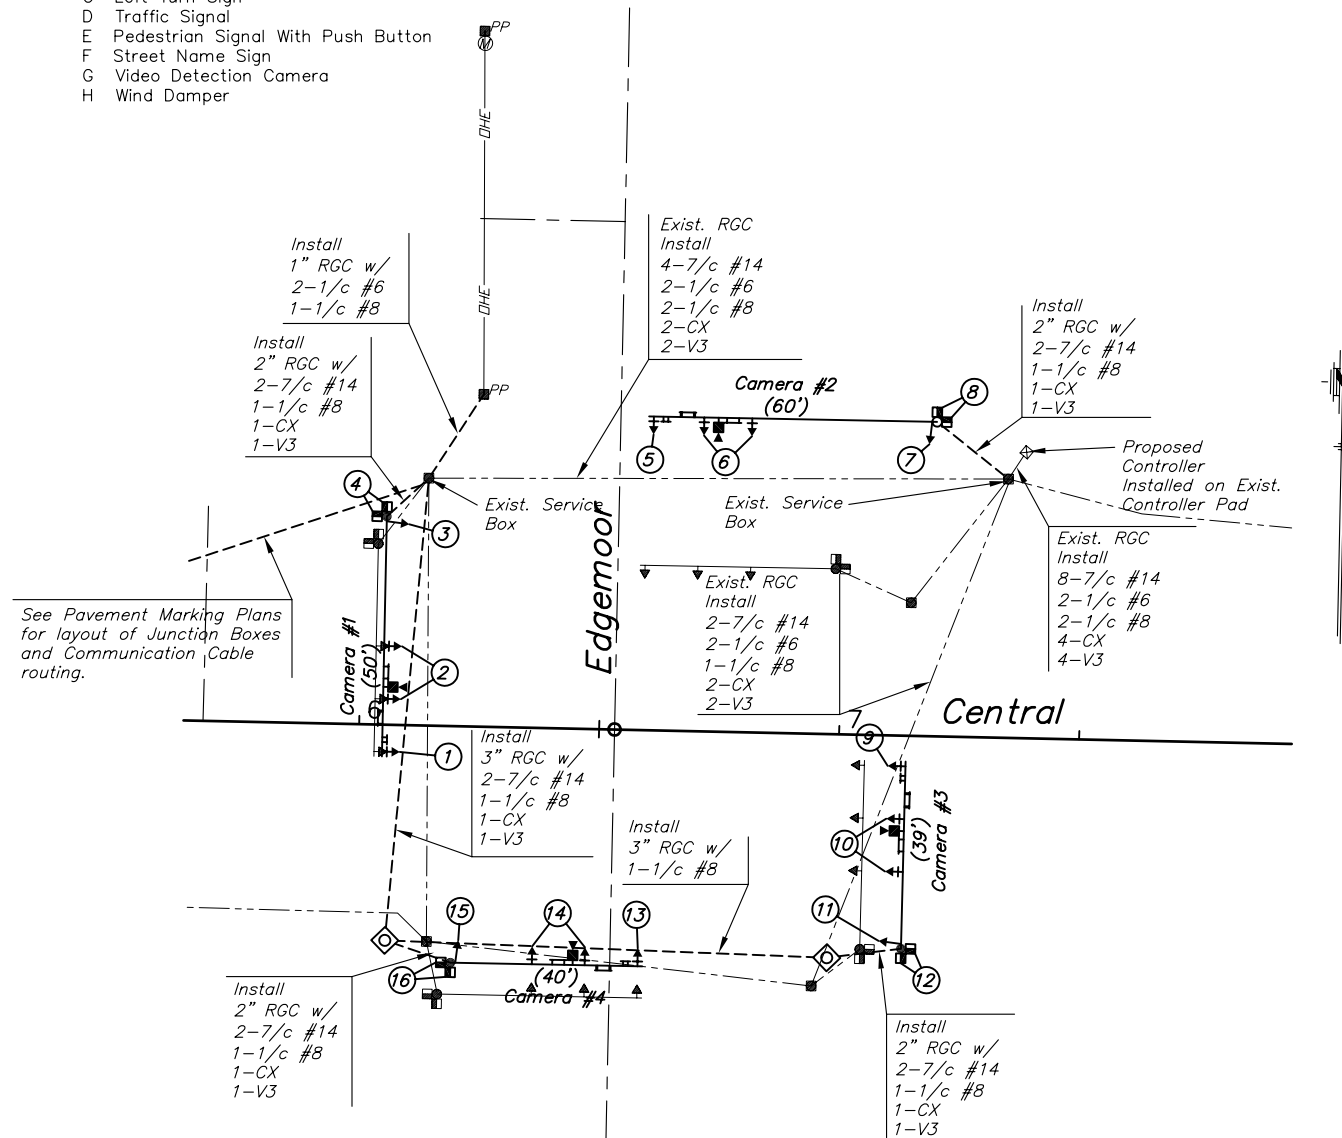 C Left Turn Sign
D Traffic Signal
E Pedestrian Signal With Push Button
F Street Name Sign
G Video Detection Camera
H Wind Damper
PP
M
OHE
OHE
PP
Install
1" RGC w/
2-1/c #6
1-1/c #8
Install
2" RGC w/
2-7/c #14
1-1/c #8
1-CX
1-V3
Exist. RGC
Install
4-7/c #14
2-1/c #6
2-1/c #8
2-CX
2-V3
Install
2" RGC w/
2-7/c #14
1-1/c #8
1-CX
1-V3
Camera #2
(60')
8
5
6
7
Proposed
Controller
Installed on Exist.
Controller Pad
4
3
Exist. Service
Box
Exist. Service
Box
Edgemoor
Exist. RGC
Install
8-7/c #14
2-1/c #6
2-1/c #8
4-CX
4-V3
Exist. RGC
Install
2-7/c #14
2-1/c #6
1-1/c #8
2-CX
2-V3
See Pavement Marking Plans
for layout of Junction Boxes
and Communication Cable
routing.
Camera #1
(50')
2
6
7
Central
1
9
Install
3" RGC w/
2-7/c #14
1-1/c #8
1-CX
1-V3
Install
3" RGC w/
1-1/c #8
10
(39')
Camera #3
15
14
13
11
16
12
(40')
Camera #4
Install
2" RGC w/
2-7/c #14
1-1/c #8
1-CX
1-V3
Install
2" RGC w/
2-7/c #14
1-1/c #8
1-CX
1-V3